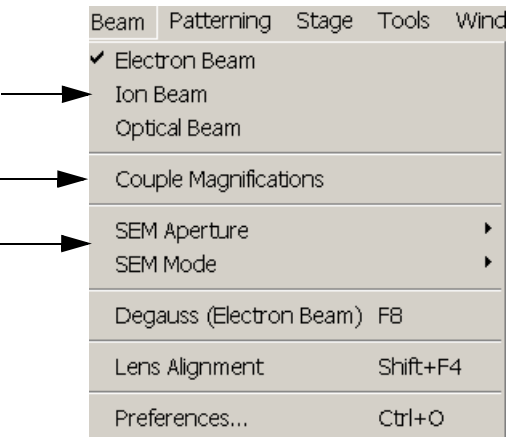 Beam Patterning Stage Tools Wind
Electron Beam
Ion Beam
Optical Beam
Couple Magnifications
SEM Aperture
SEM Mode
Degauss (Electron Beam) F8
Lens Alignment Shift+F4
Preferences... Ctrl+O